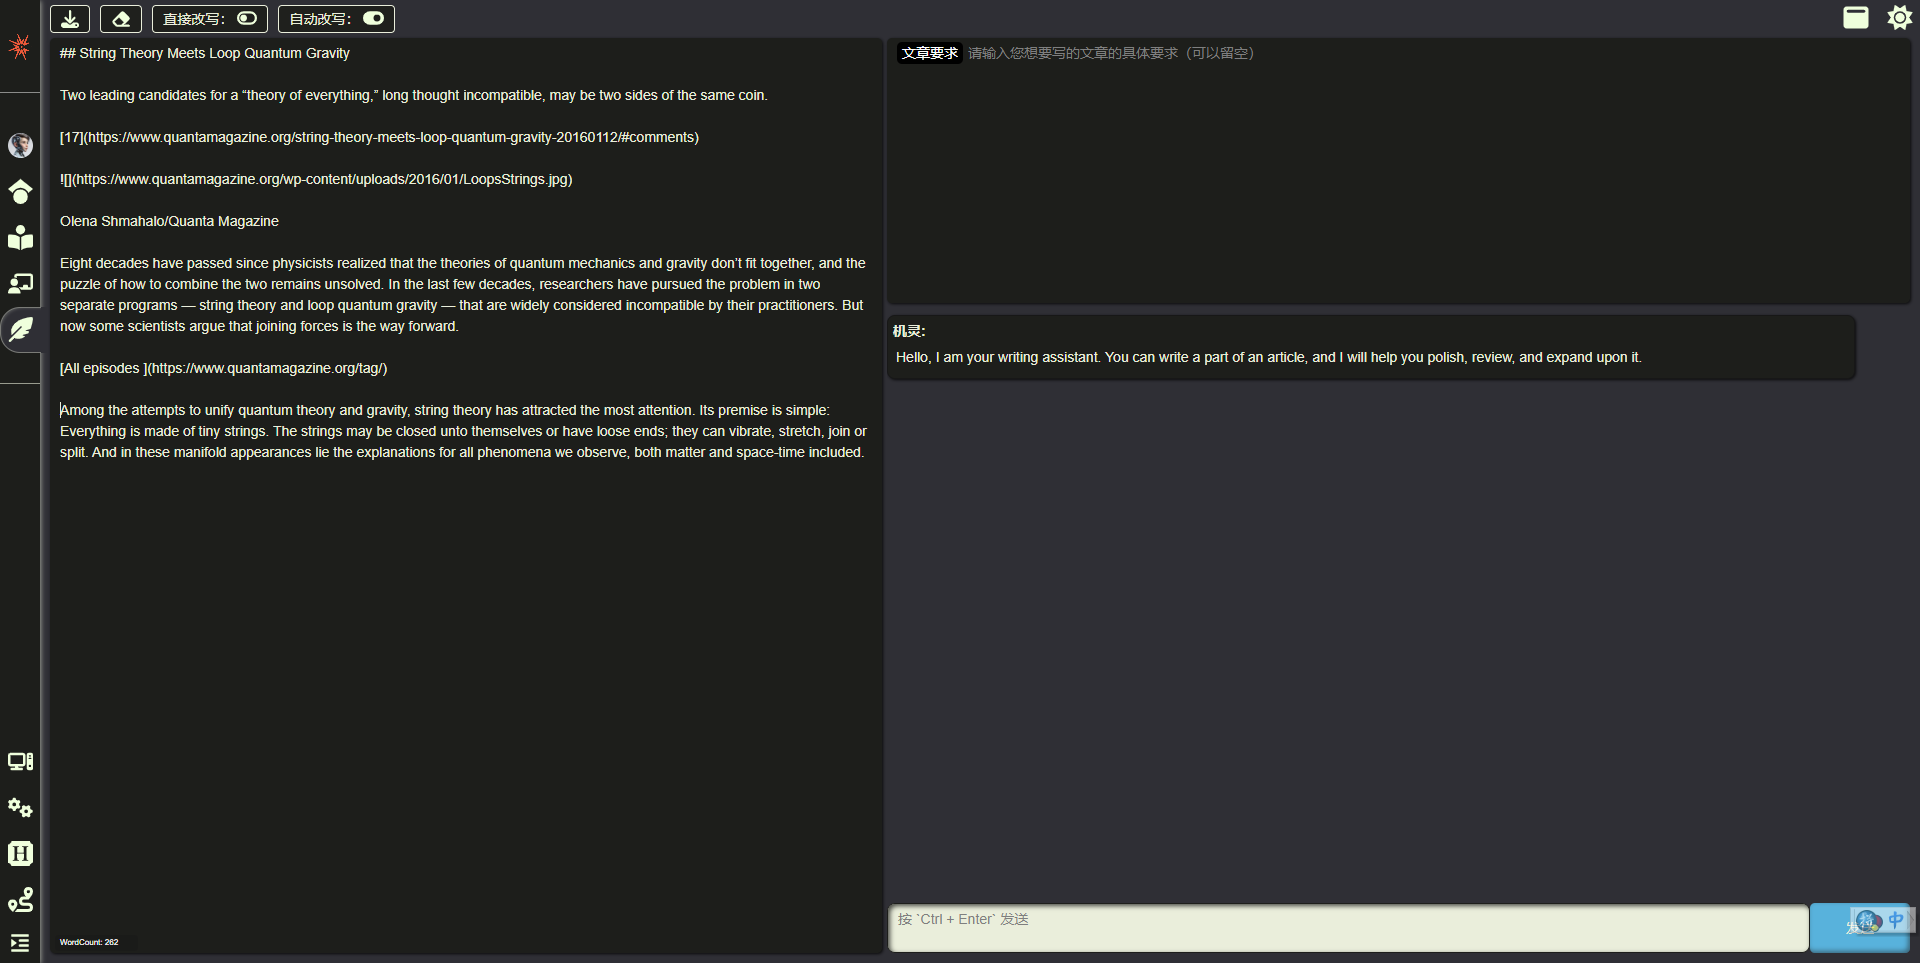 直接改写：
自动改写：
## String Theory Meets Loop Quantum Gravity
Two leading candidates for a “theory of everything,” long thought incompatible, may be two sides of the same coin.
[17](https://www.quantamagazine.org/string-theory-meets-loop-quantum-gravity-20160112/#comments)
![](https://www.quantamagazine.org/wp-content/uploads/2016/01/LoopsStrings.jpg)
Olena Shmahalo/Quanta Magazine
Eight decades have passed since physicists realized that the theories of quantum mechanics and gravity don’t fit together, and the
puzzle of how to combine the two remains unsolved. In the last few decades, researchers have pursued the problem in two
separate programs — string theory and loop quantum gravity — that are widely considered incompatible by their practitioners. But
now some scientists argue that joining forces is the way forward.
[All episodes ](https://www.quantamagazine.org/tag/)
Among the attempts to unify quantum theory and gravity, string theory has attracted the most attention. Its premise is simple:
Everything is made of tiny strings. The strings may be closed unto themselves or have loose ends; they can vibrate, stretch, join or
split. And in these manifold appearances lie the explanations for all phenomena we observe, both matter and space-time included.
WordCount: 262
文章要求 请输入您想要写的文章的具体要求（可以留空）
机灵:
Hello, I am your writing assistant. You can write a part of an article, and I will help you polish, review, and expand upon it.
按 `Ctrl + Enter` 发送
中
H